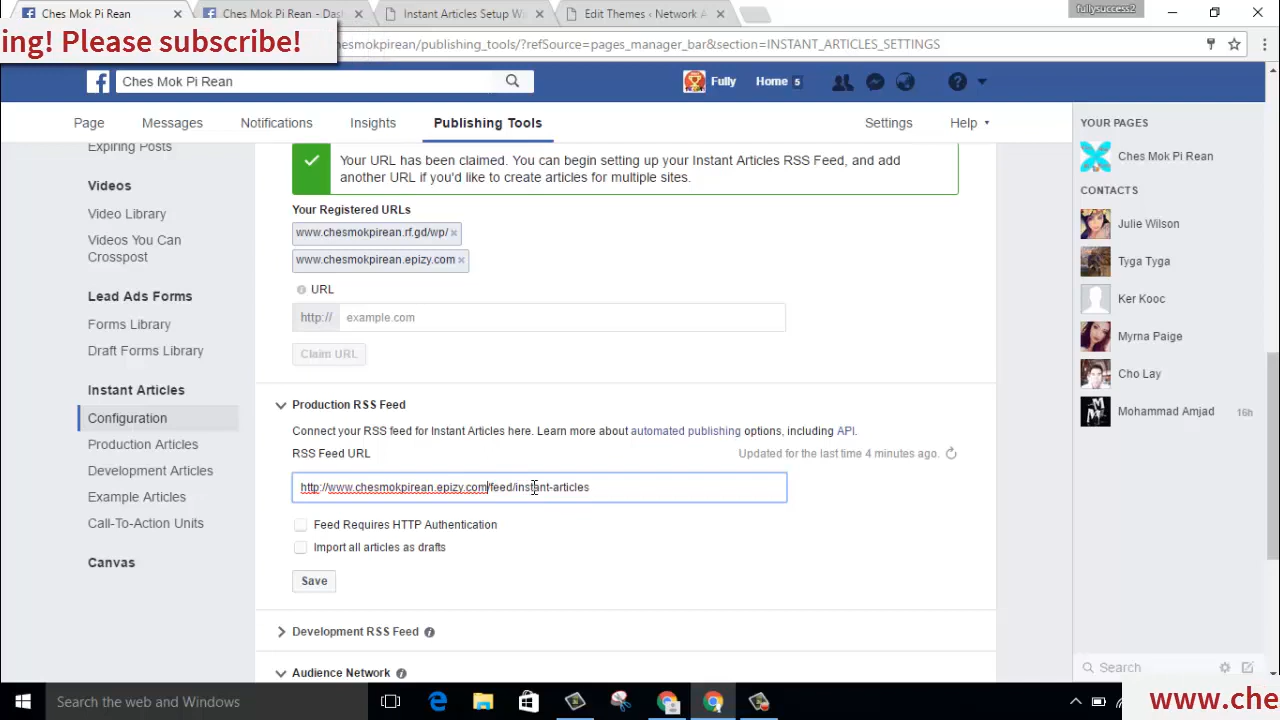 Ches Mok Pi Rean
Ches Mok Pi Rean - Das
Instant Articles Setup W
Edit Themes ‹ Network A
fullysuccess2
ing! Please subscribe!
esmokpirean/publishing_tools/?refSource=pages_manager_bar&section=INSTANT_ARTICLES_SETTINGS
Ches Mok Pi Rean
Fully
Home 5
Page
Messages
Notifications
Insights
Publishing Tools
Settings
Help
Expiring Posts
Videos
Video Library
Videos You Can
Crosspost
Lead Ads Forms
Forms Library
Draft Forms Library
Instant Articles
Configuration
Production Articles
Development Articles
Sample Articles
Call-To-Action Units
Canvas
Your URL has been claimed. You can begin setting up your Instant Articles RSS Feed, and add
another URL if you'd like to create articles for multiple sites.
Your Registered URLs
www.chesmokpirean.rf.gd/wp/ ×
www.chesmokpirean.epizy.com ×
URL
http:// example.com
Claim URL
Production RSS Feed
Connect your RSS feed for Instant Articles here. Learn more about automated publishing options, including API.
RSS Feed URL
Updated for the last time 4 minutes ago.
http://www.chesmokpirean.epizy.com/feed/instant-articles
Feed Requires HTTP Authentication
Import all articles as drafts
Save
Development RSS Feed
Audience Network
YOUR PAGES
Ches Mok Pi Rean
CONTACTS
Julie Wilson
Tyga Tyga
Ker Kooc
Myrna Paige
Cho Lay
Mohammad Amjad 16h
Search
Search the web and Windows
www.che